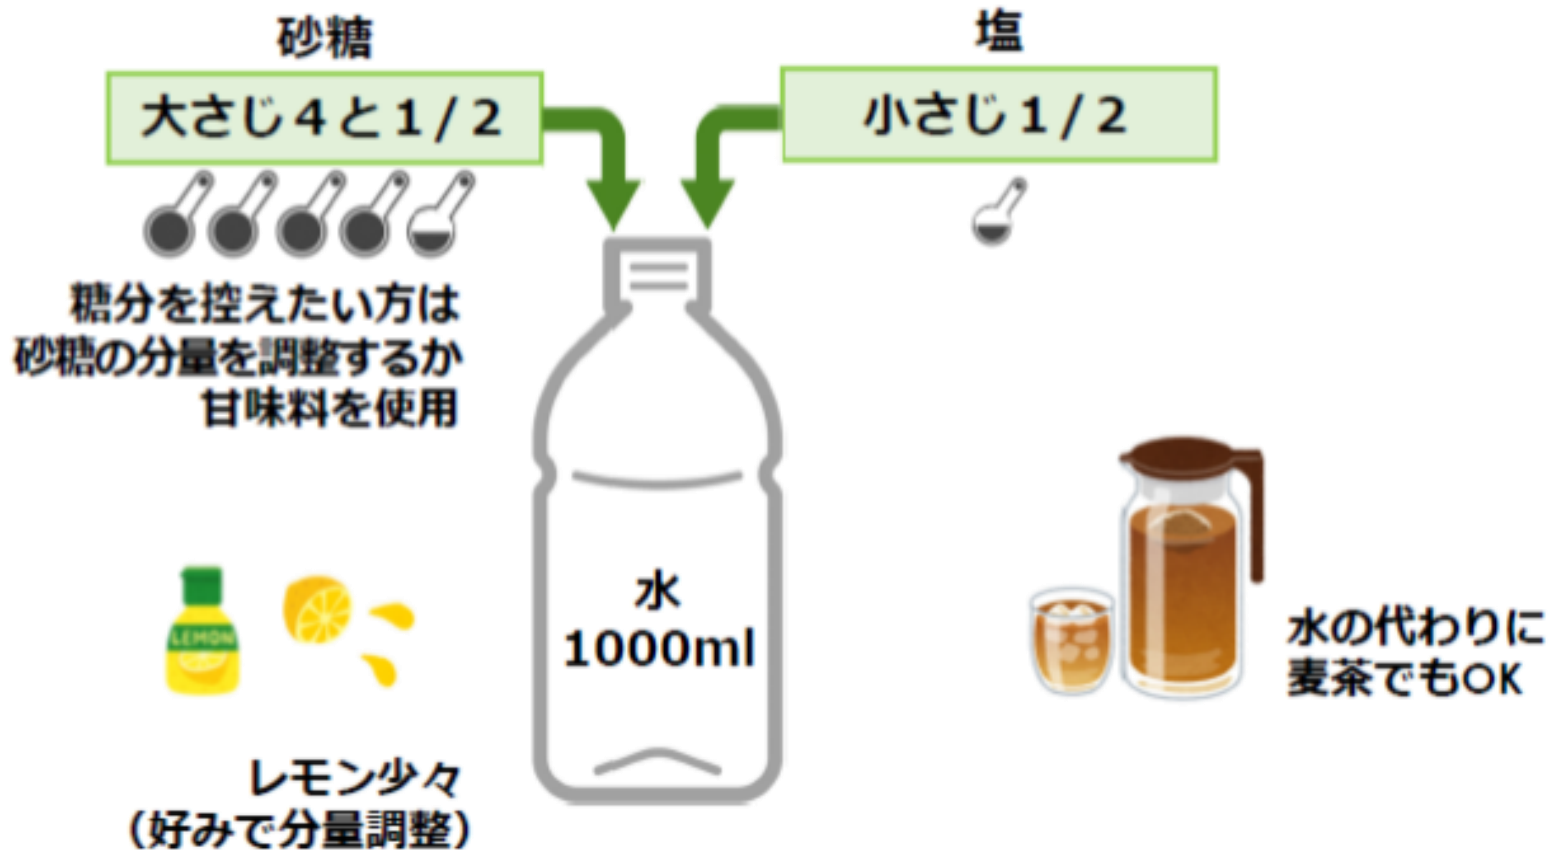 砂糖
大さじ４と１/２
糖分を控えたい方は
砂糖の分量を調整するか
甘味料を使用
塩
小さじ１/２
水
1000ml
LEMON
レモン少々
（好みで分量調整）
水の代わりに
麦茶でもOK